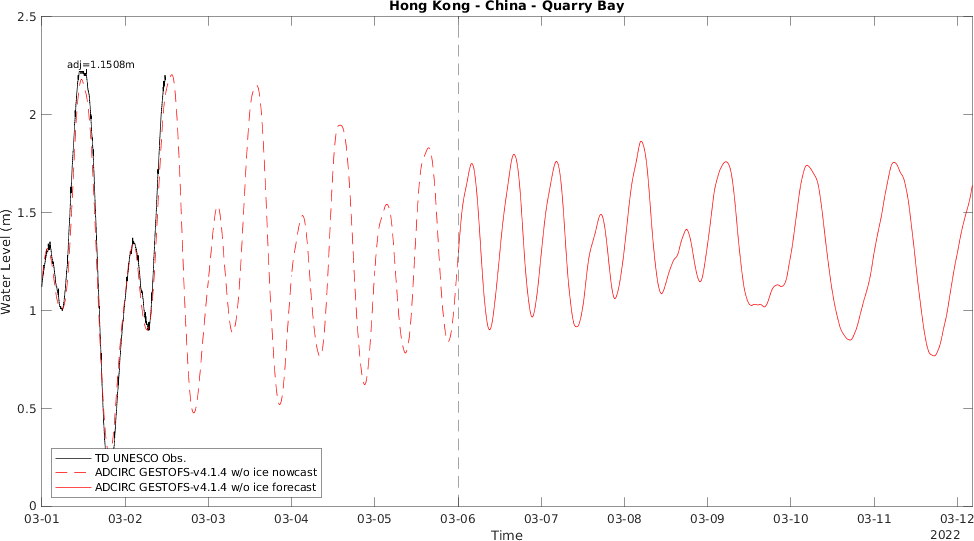 Hong Kong - China - Quarry Bay
2.5
adj=1.1508m
2
1.5
Water Level (m)
1
0.5
TD UNESCO Obs.
ADCIRC GESTOFS-v4.1.4 w/o ice nowcast
ADCIRC GESTOFS-v4.1.4 w/o ice forecast
0
03-01 03-02 03-03 03-04 03-05 03-06 03-07 03-08 03-09 03-10 03-11 03-12
Time
2022